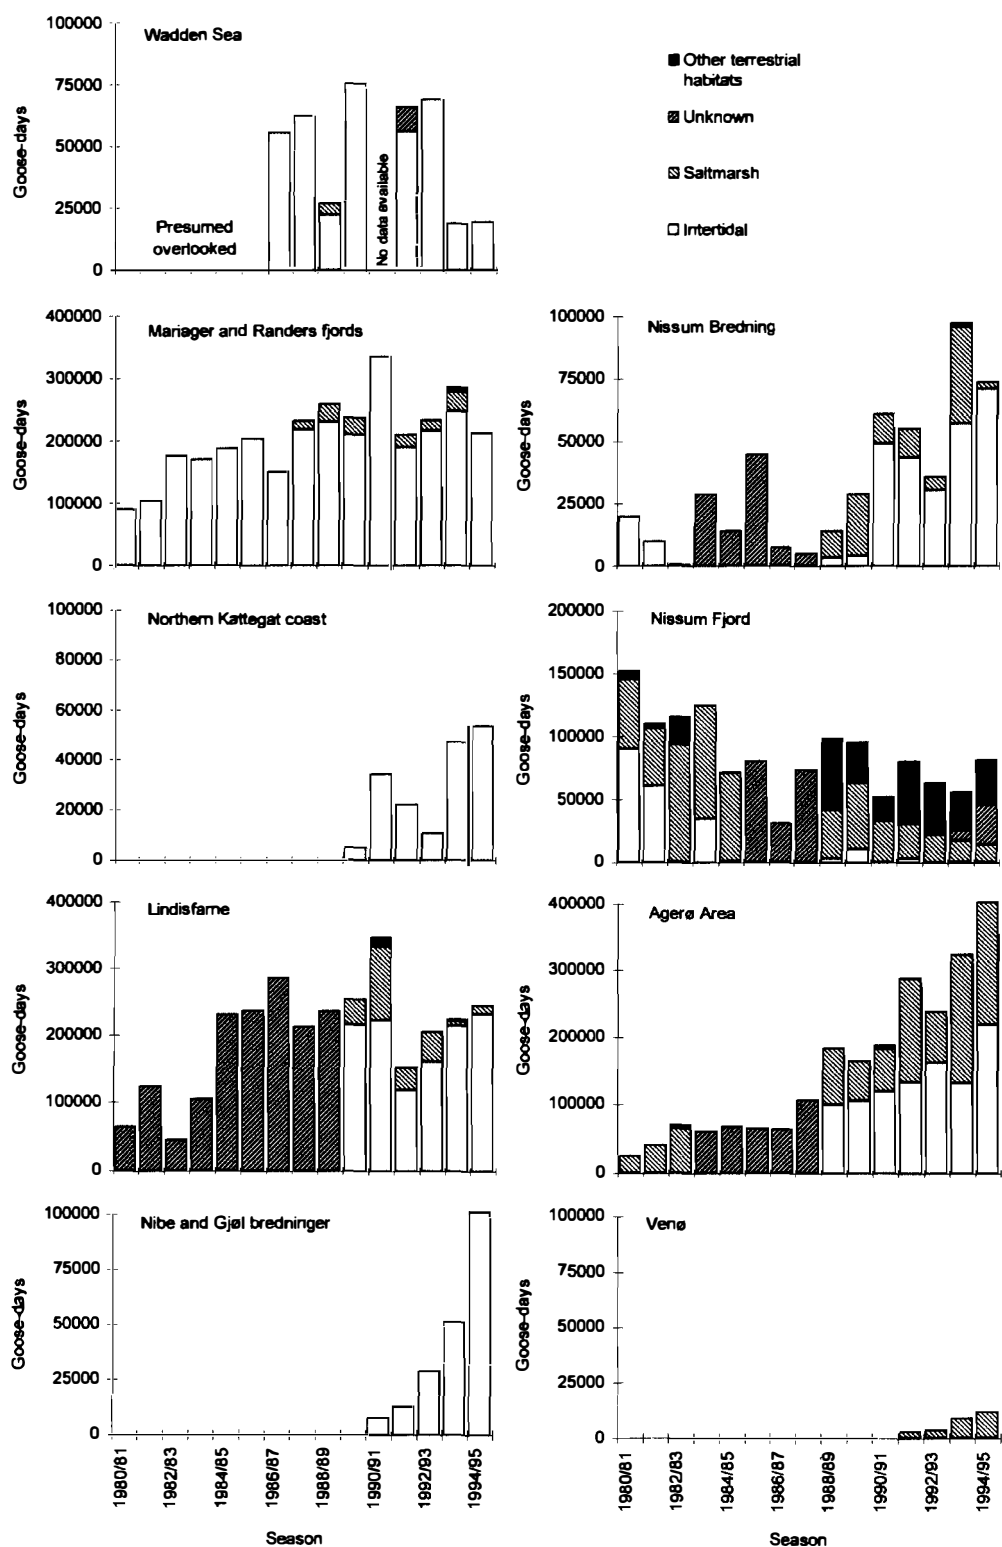 100000
Wadden Sea
75000
50000
25000
0
Goose-days
Presumed
overlooked
No data available
Other terrestrial
habitats
Unknown
Saltmarsh
Intertidal
400000
Mariager and Randers fjords
300000
200000
100000
0
Goose-days
100000
Nissum Bredning
75000
50000
25000
0
Goose-days
100000
Northern Kattegat coast
80000
60000
40000
20000
0
Goose-days
200000
Nissum Fjord
150000
100000
50000
0
Goose-days
400000
Lindisfarne
300000
200000
100000
0
Goose-days
400000
Agerø Area
300000
200000
100000
0
Goose-days
100000
Nibe and Gjøl bredninger
75000
50000
25000
0
Goose-days
1980/81
1982/83
1984/85
1986/87
1988/89
1990/91
1992/93
1994/95
Season
100000
Venø
75000
50000
25000
0
Goose-days
1980/81
1982/83
1984/85
1986/87
1988/89
1990/91
1992/93
1994/95
Season